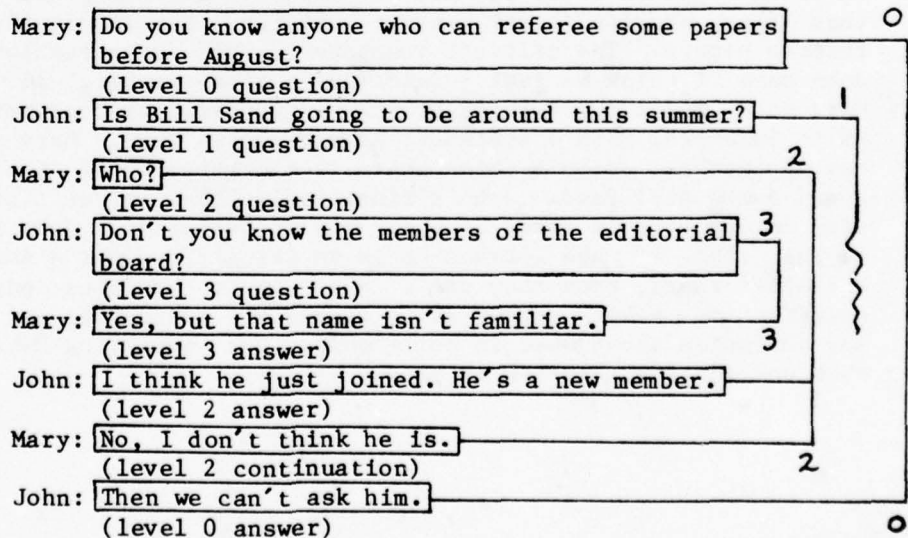 O
Mary: Do you know anyone who can referee some papers
before August?
(level 0 question)
1
John: Is Bill Sand going to be around this summer?
(level 1 question)
2
Mary: Who?
(level 2 question)
John: Don't you know the members of the editorial 3
board?
(level 3 question)
Mary: Yes, but that name isn't familiar.
3
(level 3 answer)
John: I think he just joined. He's a new member.
(level 2 answer)
Mary: No, I don't think he is.
2
(level 2 continuation)
John: Then we can't ask him.
O
(level 0 answer)